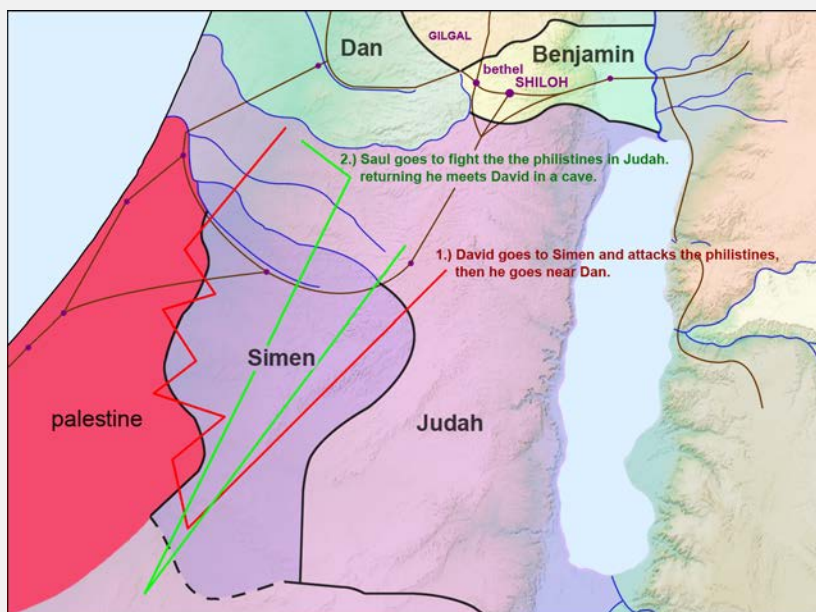 GILGAL
Dan
Benjamin
bethel
SHILOH
2.) Saul goes to fight the the philistines in Judah.
returning he meets David in a cave.
1.) David goes to Simen and attacks the philistines,
then he goes near Dan.
Simen
palestine
Judah